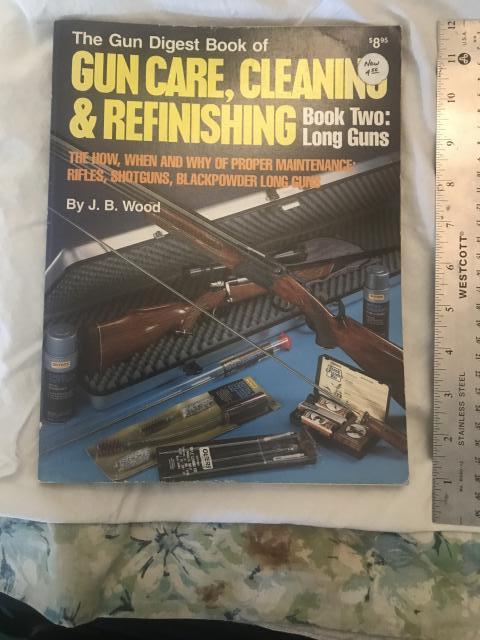 The Gun Digest Book of
$8.95
Now
GUN CARE, CLEANING
& REFINISHING
Book Two:
Long Guns
THE HOW, WHEN AND WHY OF PROPER MAINTENANCE:
RIFLES, SHOTGUNS, BLACKPOWDER LONG GUNS
By J. B. Wood
12
11
10
9
8
7
6
5
4
3
2
1
U.S.A.
WESTCOTT®
STAINLESS STEEL